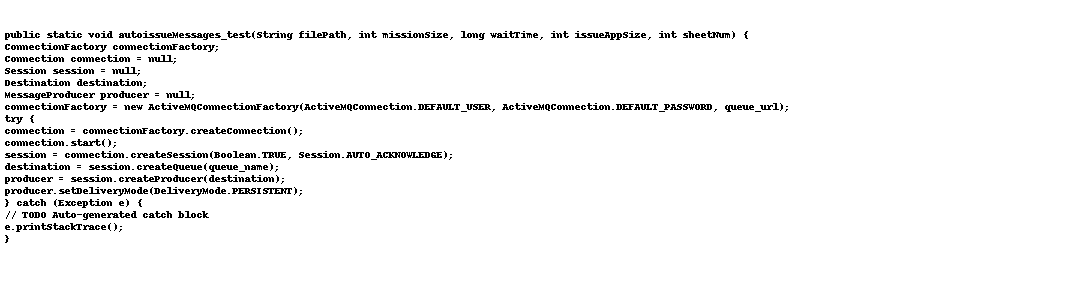 public static void autoissueMessages_test(String filePath, int missionSize, long waitTime, int issueAppSize, int sheetNum) {
ConnectionFactory connectionFactory;
Connection connection = null;
Session session = null;
Destination destination;
MessageProducer producer = null;
connectionFactory = new ActiveMQConnectionFactory(ActiveMQConnection.DEFAULT_USER, ActiveMQConnection.DEFAULT_PASSWORD, queue_url);
try {
connection = connectionFactory.createConnection();
connection.start();
session = connection.createSession(Boolean.TRUE, Session.AUTO_ACKNOWLEDGE);
destination = session.createQueue(queue_name);
producer = session.createProducer(destination);
producer.setDeliveryMode(DeliveryMode.PERSISTENT);
} catch (Exception e) {
// TODO Auto-generated catch block
e.printStackTrace();
}